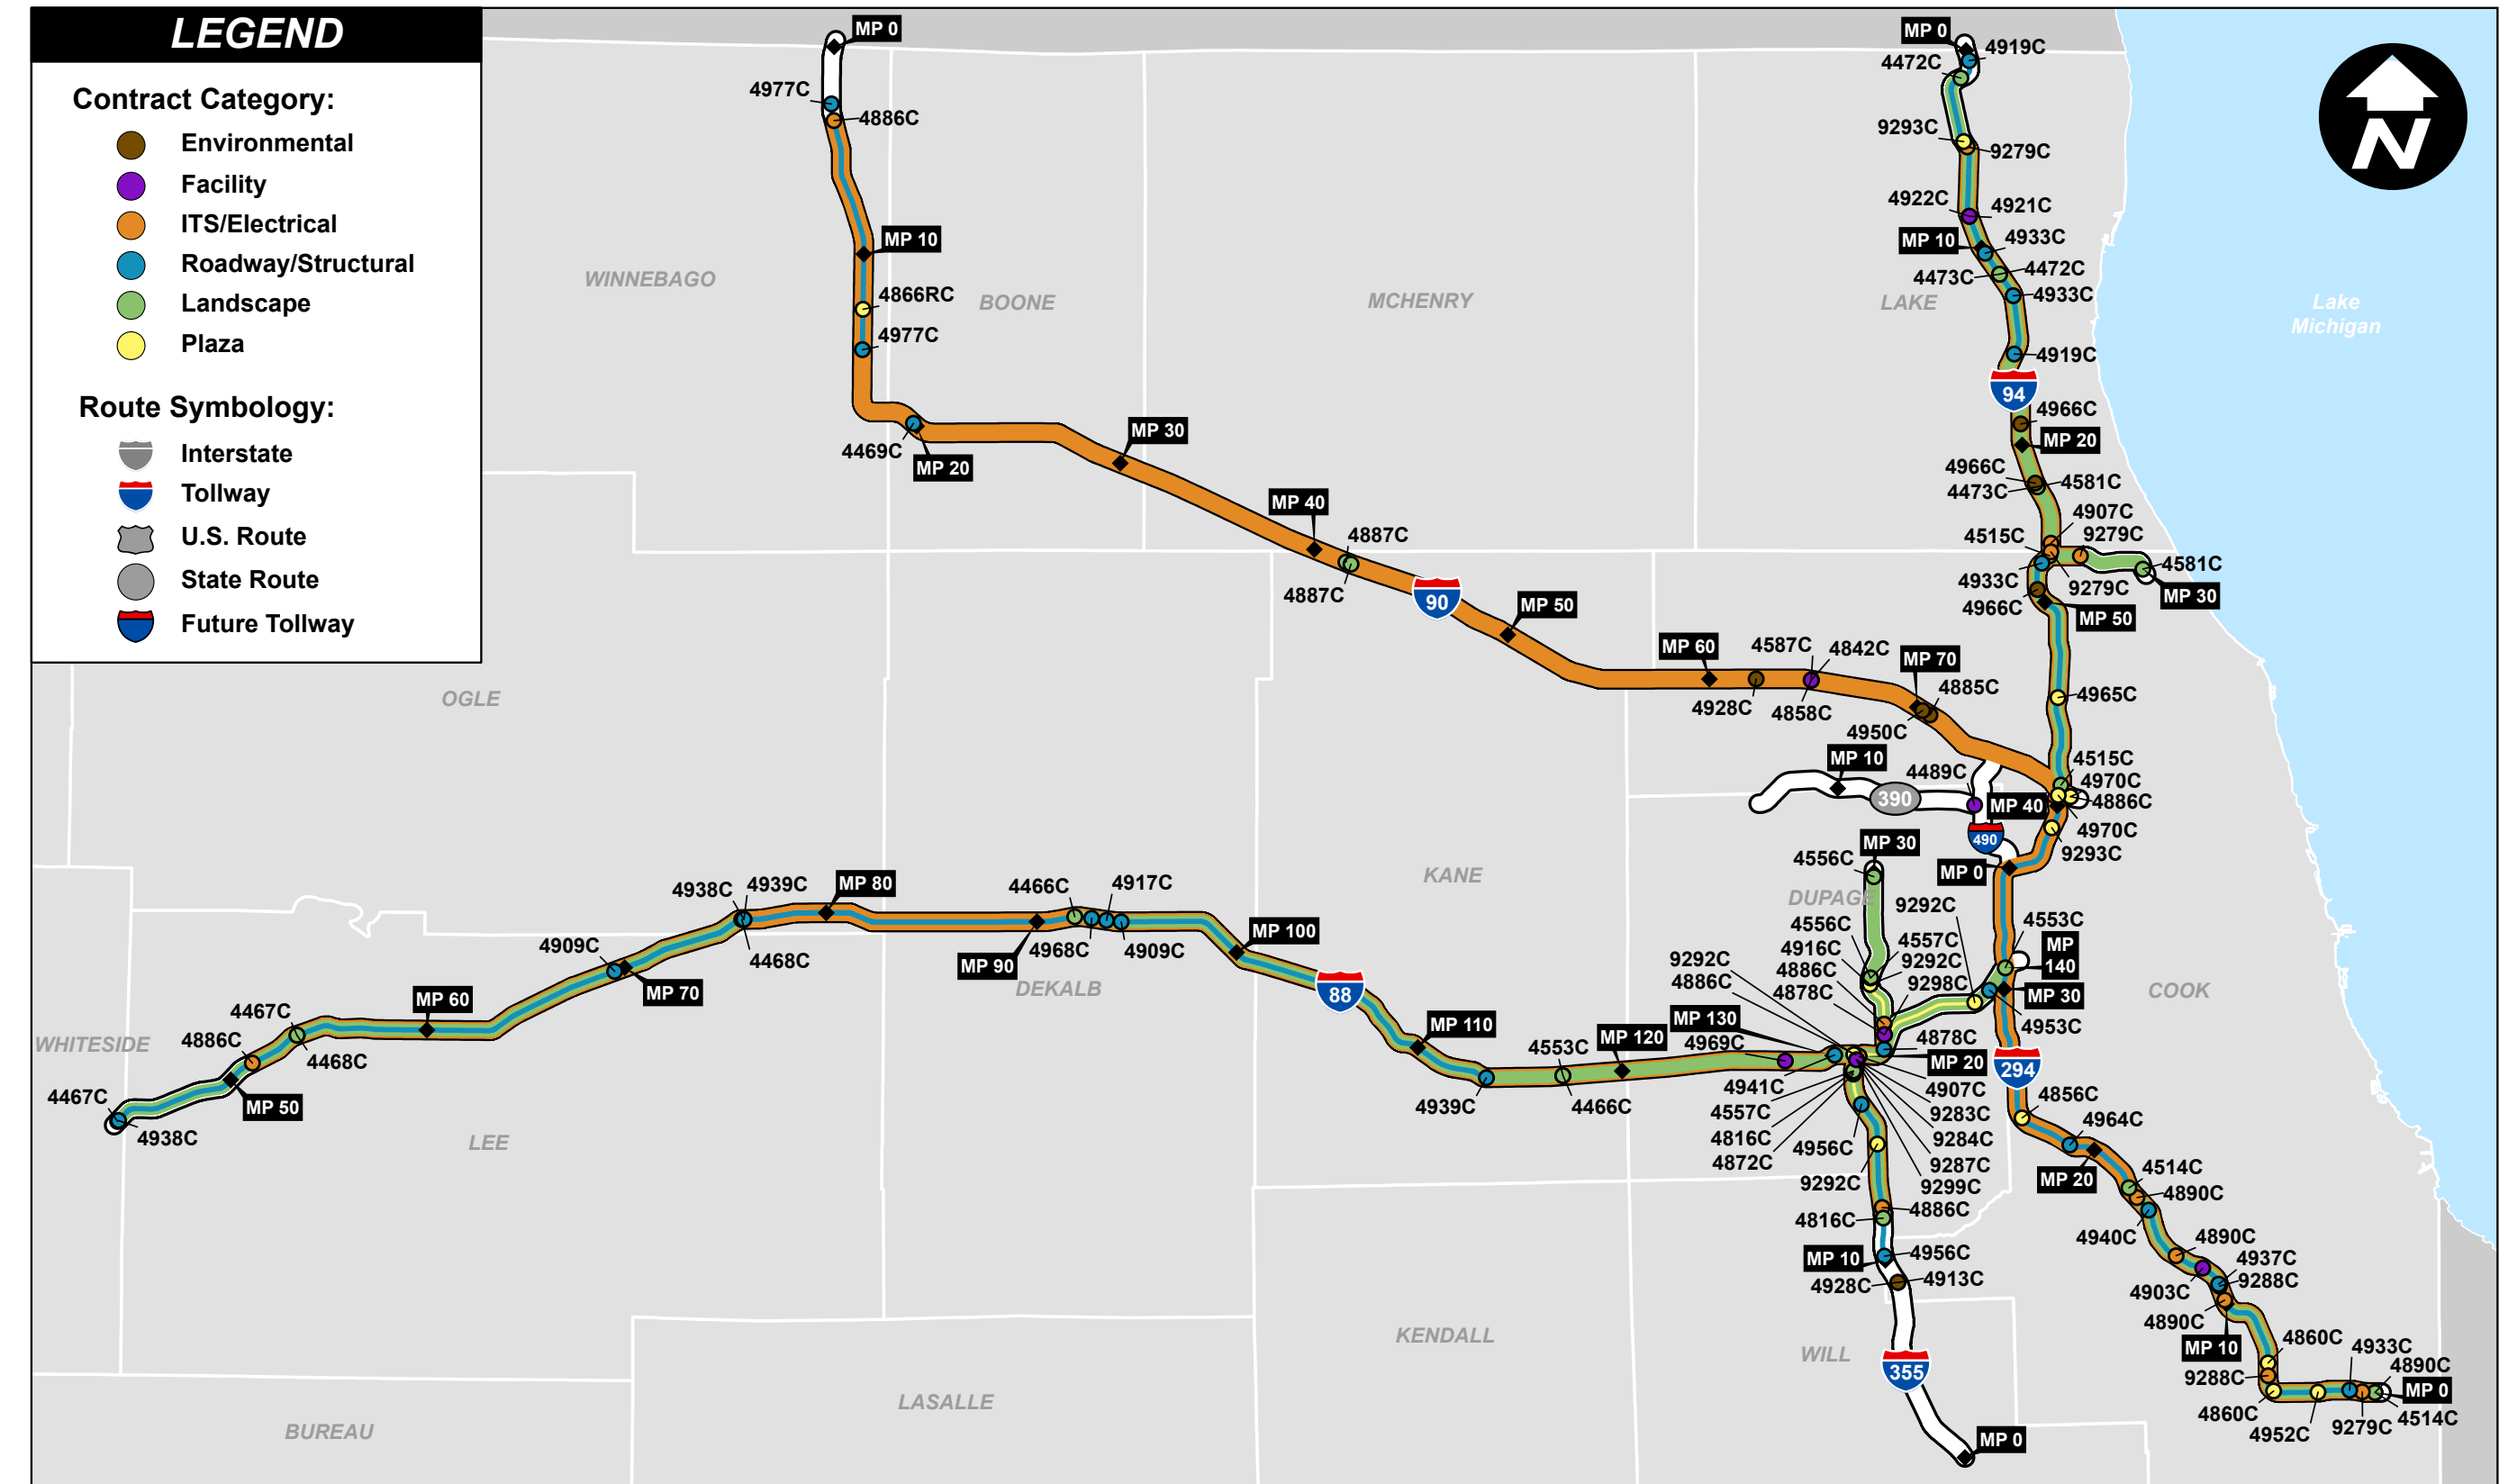 LEGEND
Contract Category:
Environmental
Facility
ITS/Electrical
Roadway/Structural
Landscape
Plaza
Route Symbology:
Interstate
Tollway
U.S. Route
State Route
Future Tollway
N
Lake
Michigan
WINNEBAGO
BOONE
MCHENRY
LAKE
OGLE
KANE
DUPAGE
COOK
DEKALB
WHITESIDE
LEE
KENDALL
WILL
LASALLE
BUREAU
MP 0
4977C
4886C
MP 10
4866RC
4977C
4469C
MP 20
MP 30
MP 40
4887C
4887C
90
MP 50
MP 60
4587C
4842C
4928C
4858C
MP 70
4885C
4950C
MP 0
4919C
4472C
9293C
9279C
4922C
4921C
MP 10
4933C
4473C
4472C
4933C
4919C
94
4966C
MP 20
4966C
4473C
4581C
4907C
4515C
9279C
4933C
4581C
9279C
MP 30
4966C
MP 50
4965C
4515C
4970C
4886C
MP 40
4970C
9293C
MP 10
4489C
390
490
MP 0
MP 30
4556C
9292C
4553C
4556C
4557C
MP
140
4916C
9292C
9292C
4886C
4886C
9298C
4878C
MP 30
MP 130
4953C
4969C
4878C
MP 20
294
4941C
4907C
4557C
9283C
4816C
4956C
9284C
4872C
9287C
9292C
9299C
4886C
4816C
MP 10
4956C
4928C
4913C
355
MP 0
4856C
4964C
MP 20
4514C
4890C
4940C
4890C
4937C
4903C
9288C
4890C
MP 10
4860C
4933C
9288C
4890C
MP 0
4860C
4514C
4952C
9279C
4938C
4939C
MP 80
4466C
4917C
4909C
4468C
MP 90
4968C
4909C
MP 100
MP 70
88
4467C
MP 60
4886C
4468C
4467C
MP 50
4938C
MP 110
4553C
MP 120
4939C
4466C